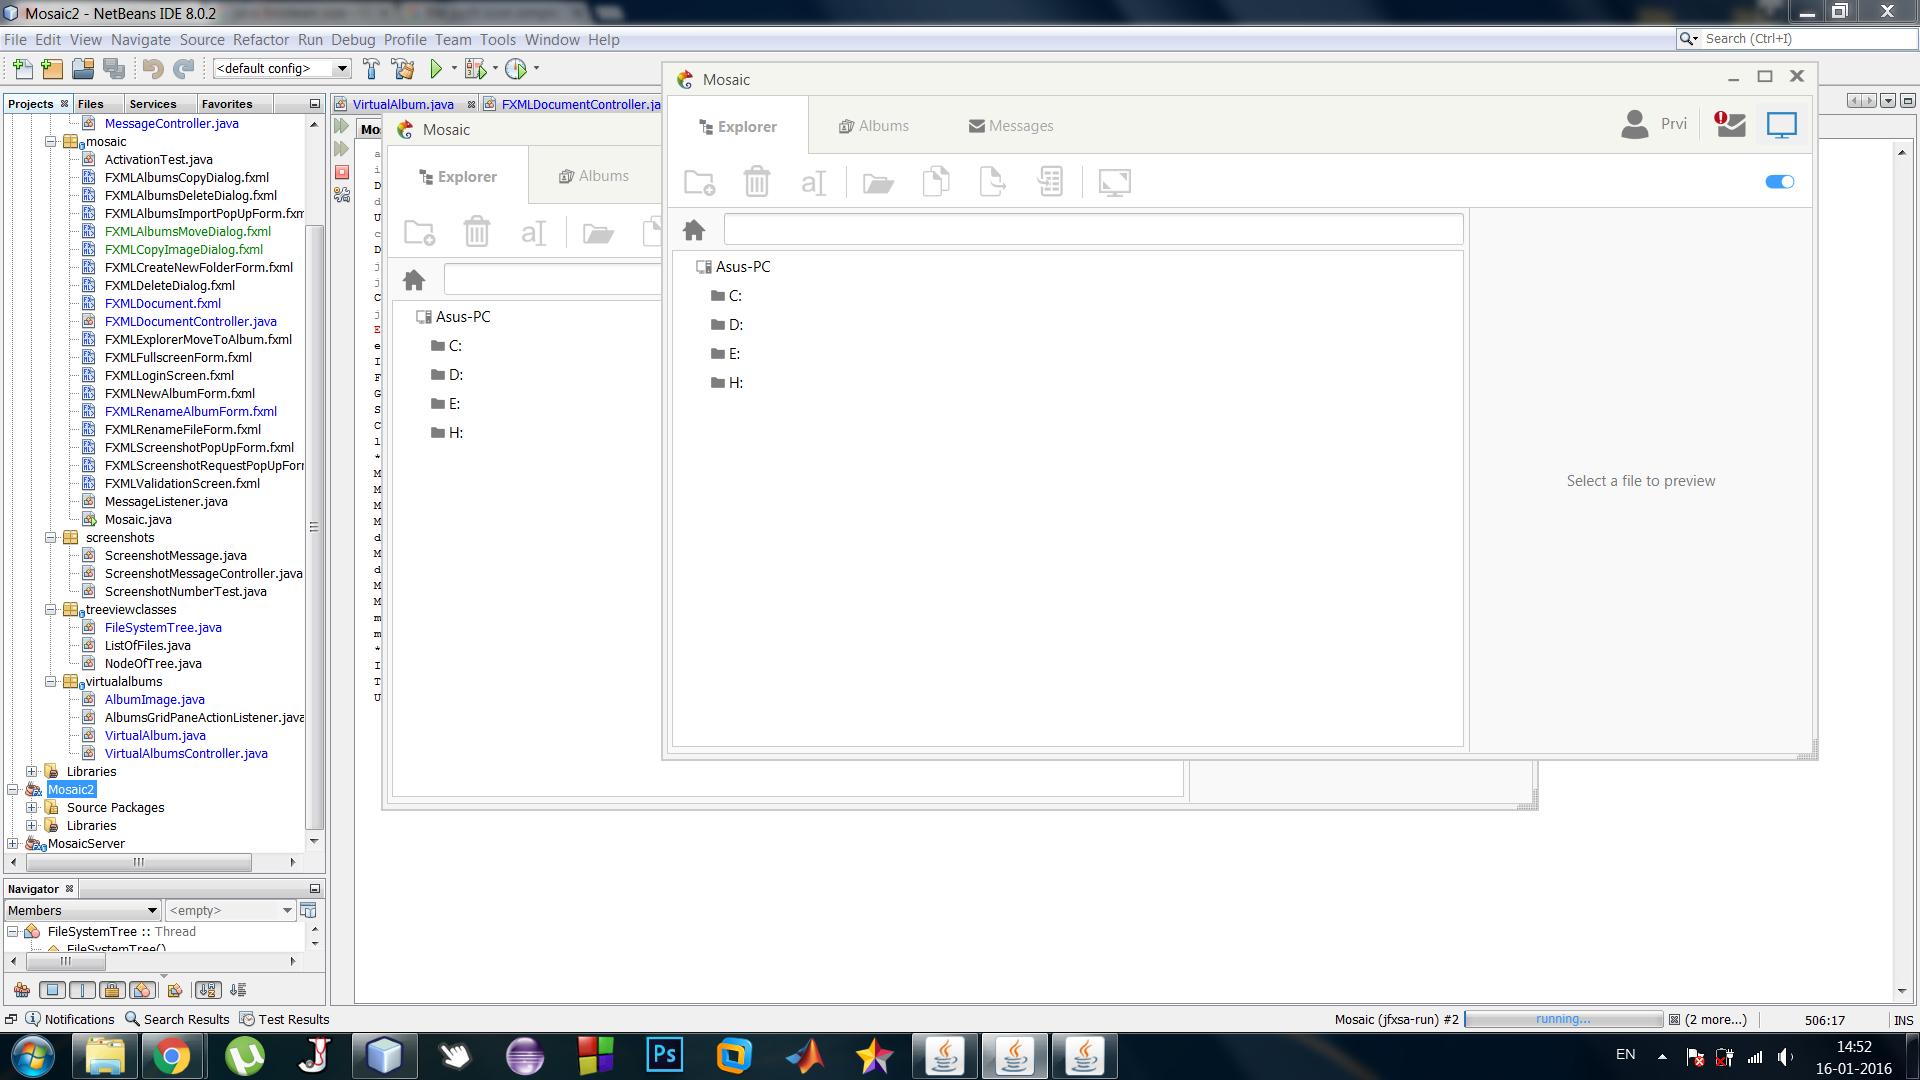 Mosaic2 - NetBeans IDE 8.0.2
File Edit View Navigate Source Refactor Run Debug Profile Team Tools Window Help
Search (Ctrl+I)
<default config>
Projects Files Services Favorites
MessageController.java
mosaic
ActivationTest.java
FXMLAlbumsCopyDialog.fxml
FXMLAlbumsDeleteDialog.fxml
FXMLAlbumsImportPopUpForm.fxm
FXMLAlbumsMoveDialog.fxml
FXMLCopyImageDialog.fxml
FXMLCreateNewFolderForm.fxml
FXMLDeleteDialog.fxml
FXMLDocument.fxml
FXMLDocumentController.java
FXMLExplorerMoveToAlbum.fxml
FXMLFullscreenForm.fxml
FXMLLoginScreen.fxml
FXMLNewAlbumForm.fxml
FXMLRenameAlbumForm.fxml
FXMLRenameFileForm.fxml
FXMLScreenshotPopUpForm.fxml
FXMLScreenshotRequestPopUpForr
FXMLValidationScreen.fxml
MessageListener.java
Mosaic.java
screenshots
ScreenshotMessage.java
ScreenshotMessageController.java
ScreenshotNumberTest.java
treeviewclasses
FileSystemTree.java
ListOfFiles.java
NodeOfTree.java
virtualalbums
AlbumImage.java
AlbumsGridPaneActionListener.java
VirtualAlbum.java
VirtualAlbumsController.java
Libraries
Mosaic2
Source Packages
Libraries
MosaicServer
Navigator
Members
<empty>
FileSystemTree :: Thread
FileSystemTree()
VirtualAlbum.java
FXMLDocumentController.ja
Mos
Mosaic
Explorer
Albums
Asus-PC
C:
D:
E:
H:
Mosaic
Explorer
Albums
Messages
Prvi
Asus-PC
C:
D:
E:
H:
Select a file to preview
Notifications Search Results Test Results
Mosaic (jfxsa-run) #2
running...
(2 more...)
506:17
INS
Ps
EN
14:52
16-01-2016